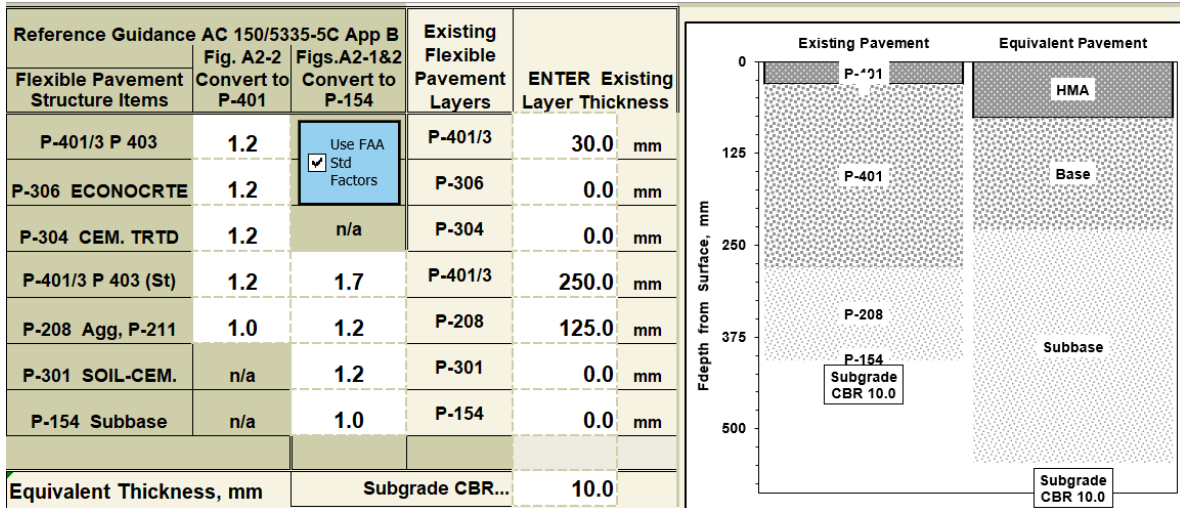 Reference Guidance AC 150/5335-5C App B
Fig. A2-2 Figs.A2-1&2
Flexible Pavement Convert to Convert to
Structure Items P-401 P-154
Existing
Flexible
Pavement
Layers
ENTER Existing
Layer Thickness
P-401/3 P 403 1.2 P-401/3 30.0 mm
Use FAA
Std
Factors
P-306 ECONOCRTE 1.2 P-306 0.0 mm
P-304 CEM. TRTD 1.2 n/a P-304 0.0 mm
P-401/3 P 403 (St) 1.2 1.7 P-401/3 250.0 mm
P-208 Agg, P-211 1.0 1.2 P-208 125.0 mm
P-301 SOIL-CEM. n/a 1.2 P-301 0.0 mm
P-154 Subbase n/a 1.0 P-154 0.0 mm
Equivalent Thickness, mm Subgrade CBR... 10.0
Existing Pavement Equivalent Pavement
Fdepth from Surface, mm
0
125
250
375
500
P-401
P-208
P-154
Subgrade
CBR 10.0
HMA
Base
Subbase
Subgrade
CBR 10.0